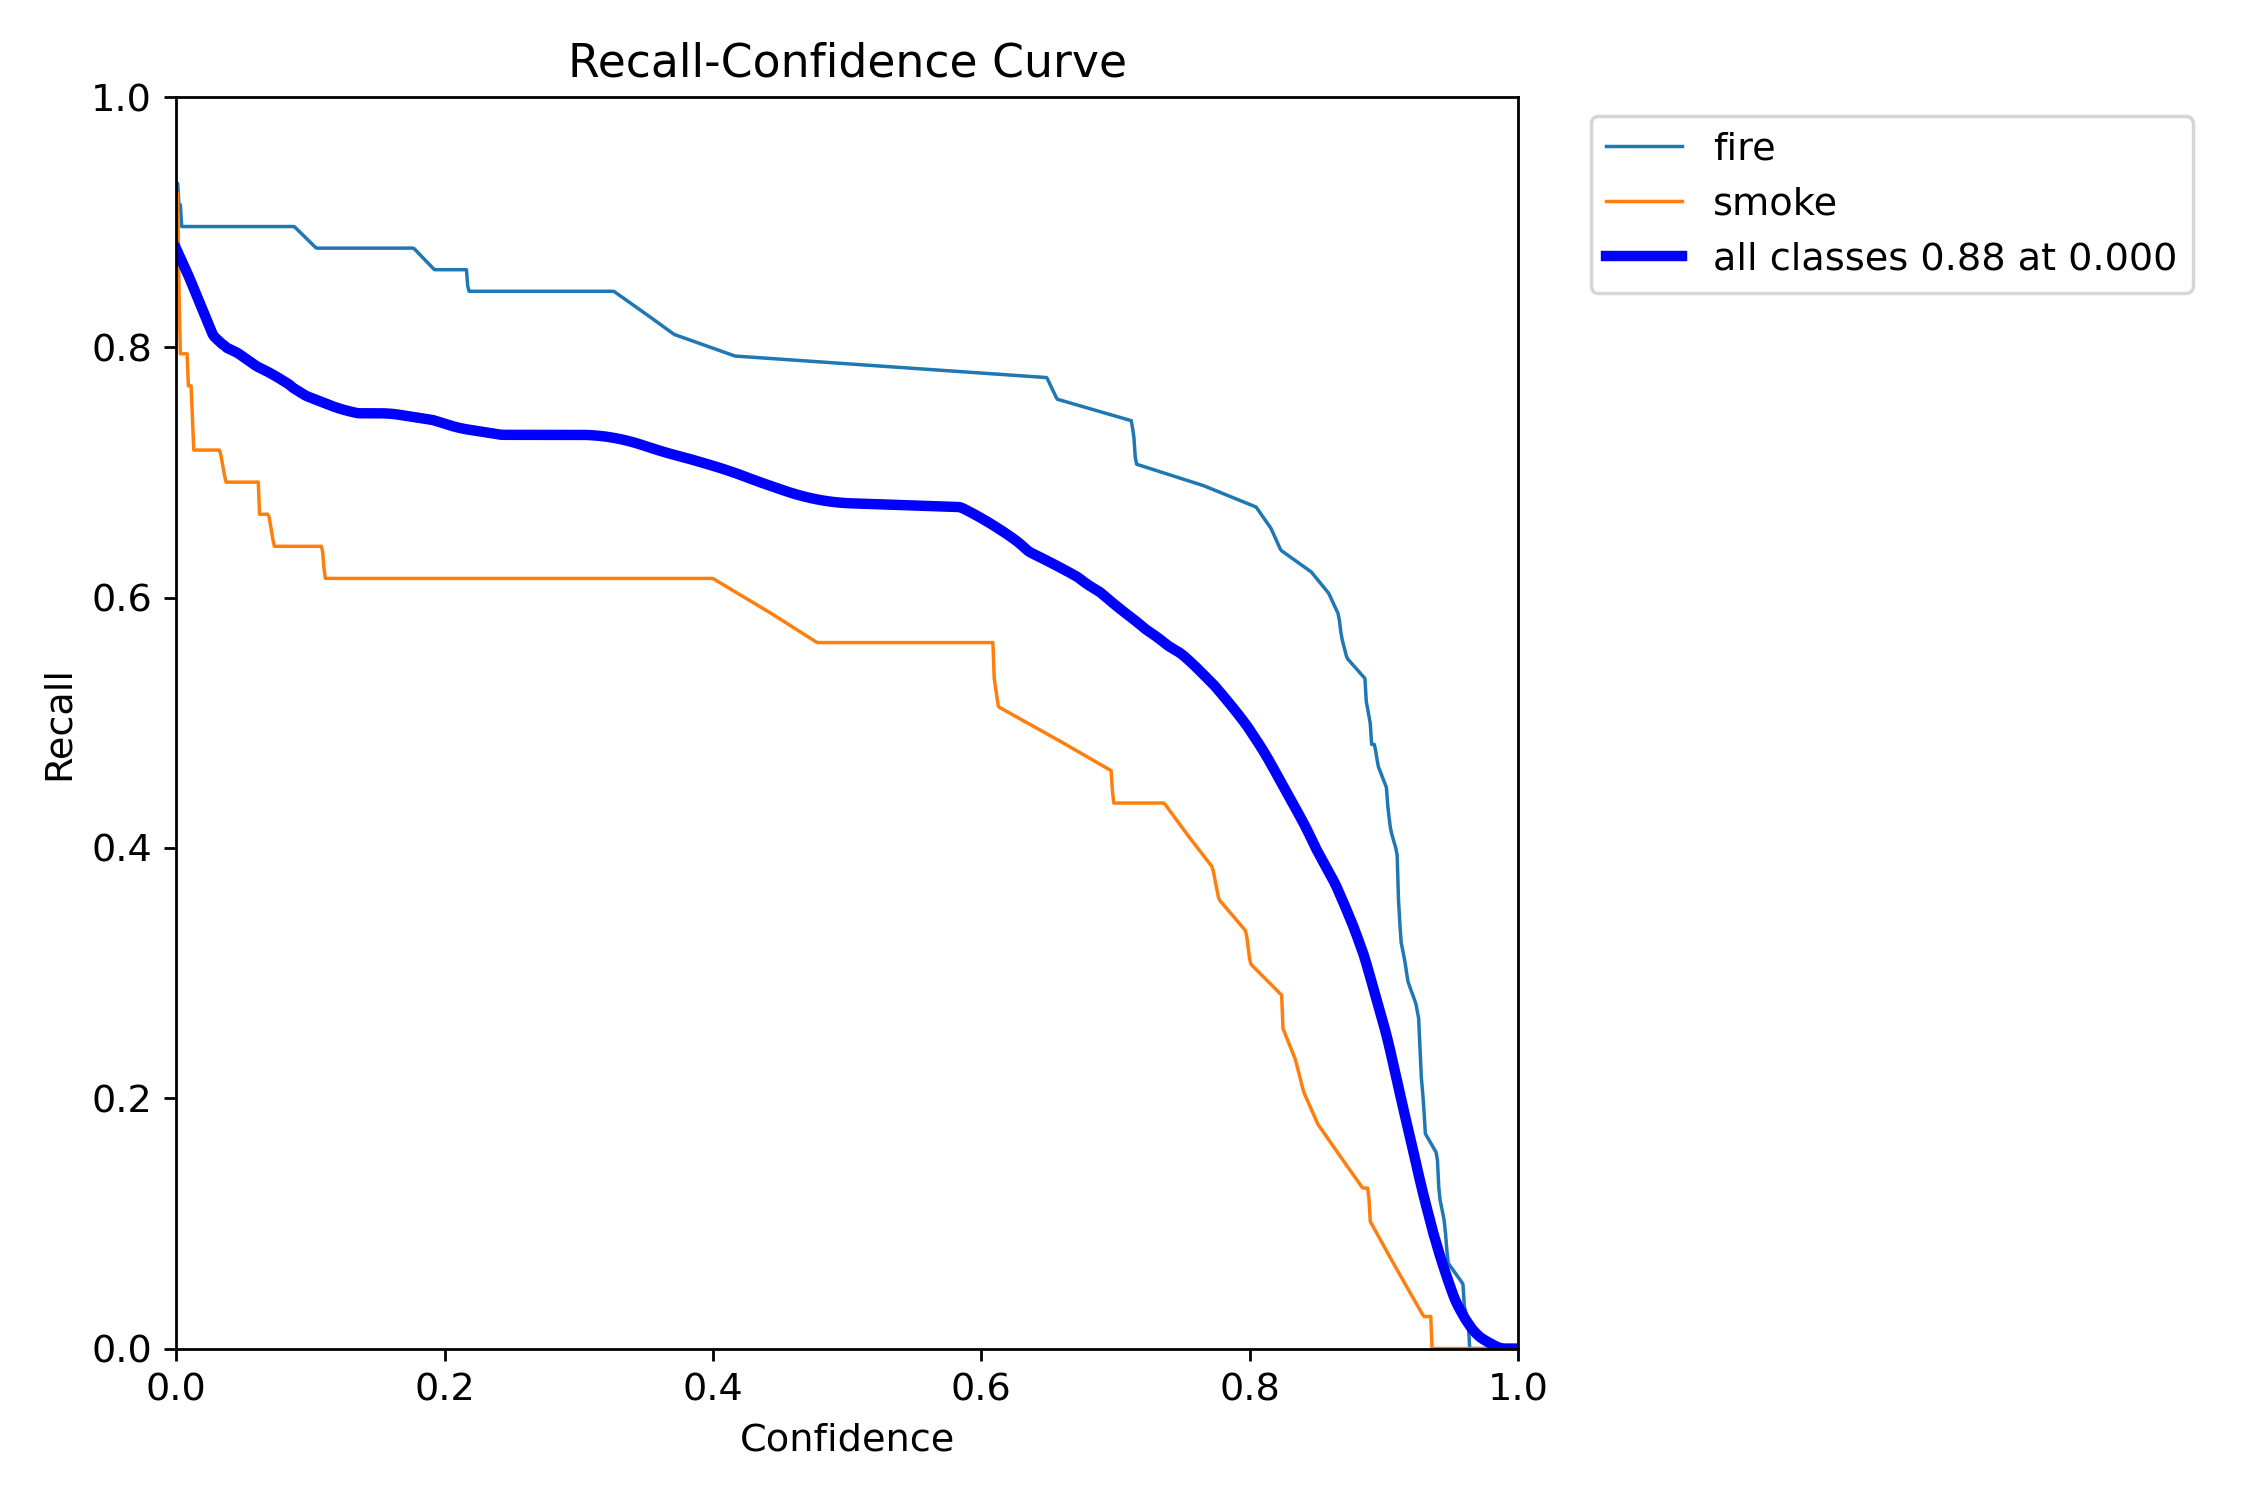 Recall-Confidence Curve
1.0
0.8
0.6
0.4
0.2
0.0
Recall
0.0 0.2 0.4 0.6 0.8 1.0
Confidence
fire
smoke
all classes 0.88 at 0.000